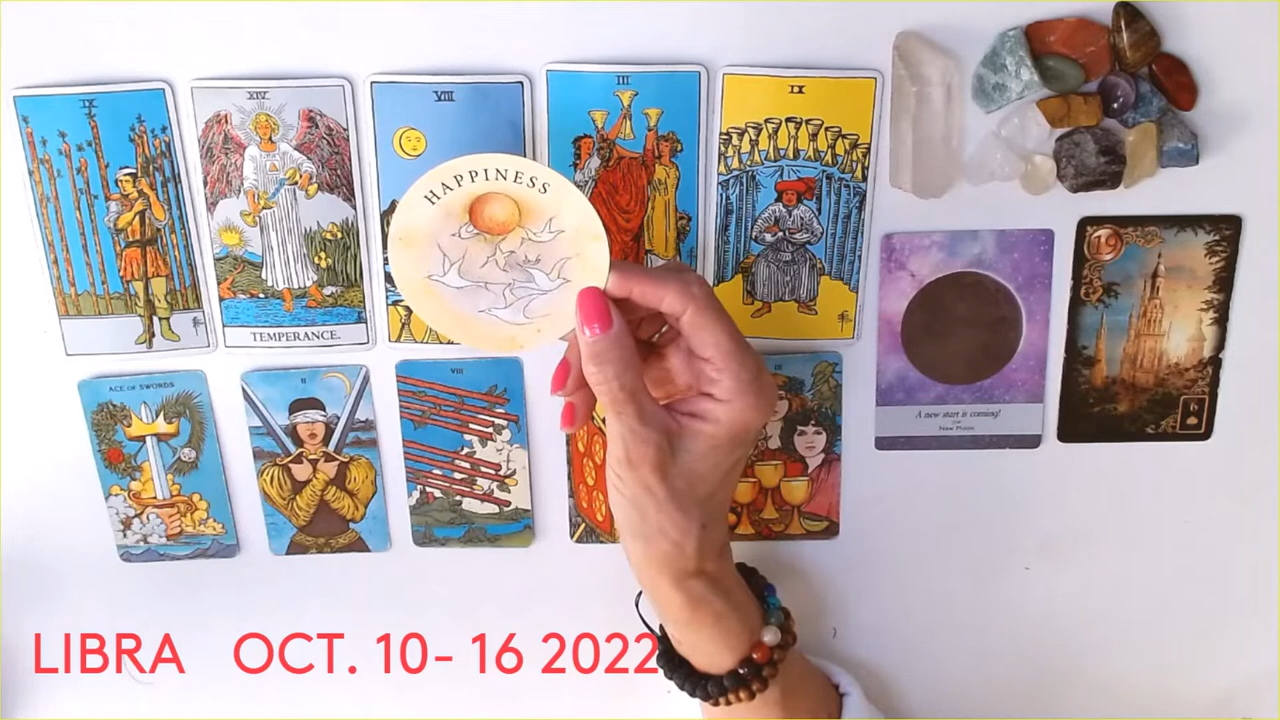 IX
XIV
VIII
III
IX
TEMPERANCE.
HAPPINESS
19
A new start is coming!
New Moon
6
ACE OF SWORDS
II
VIII
III
LIBRA OCT. 10- 16 2022